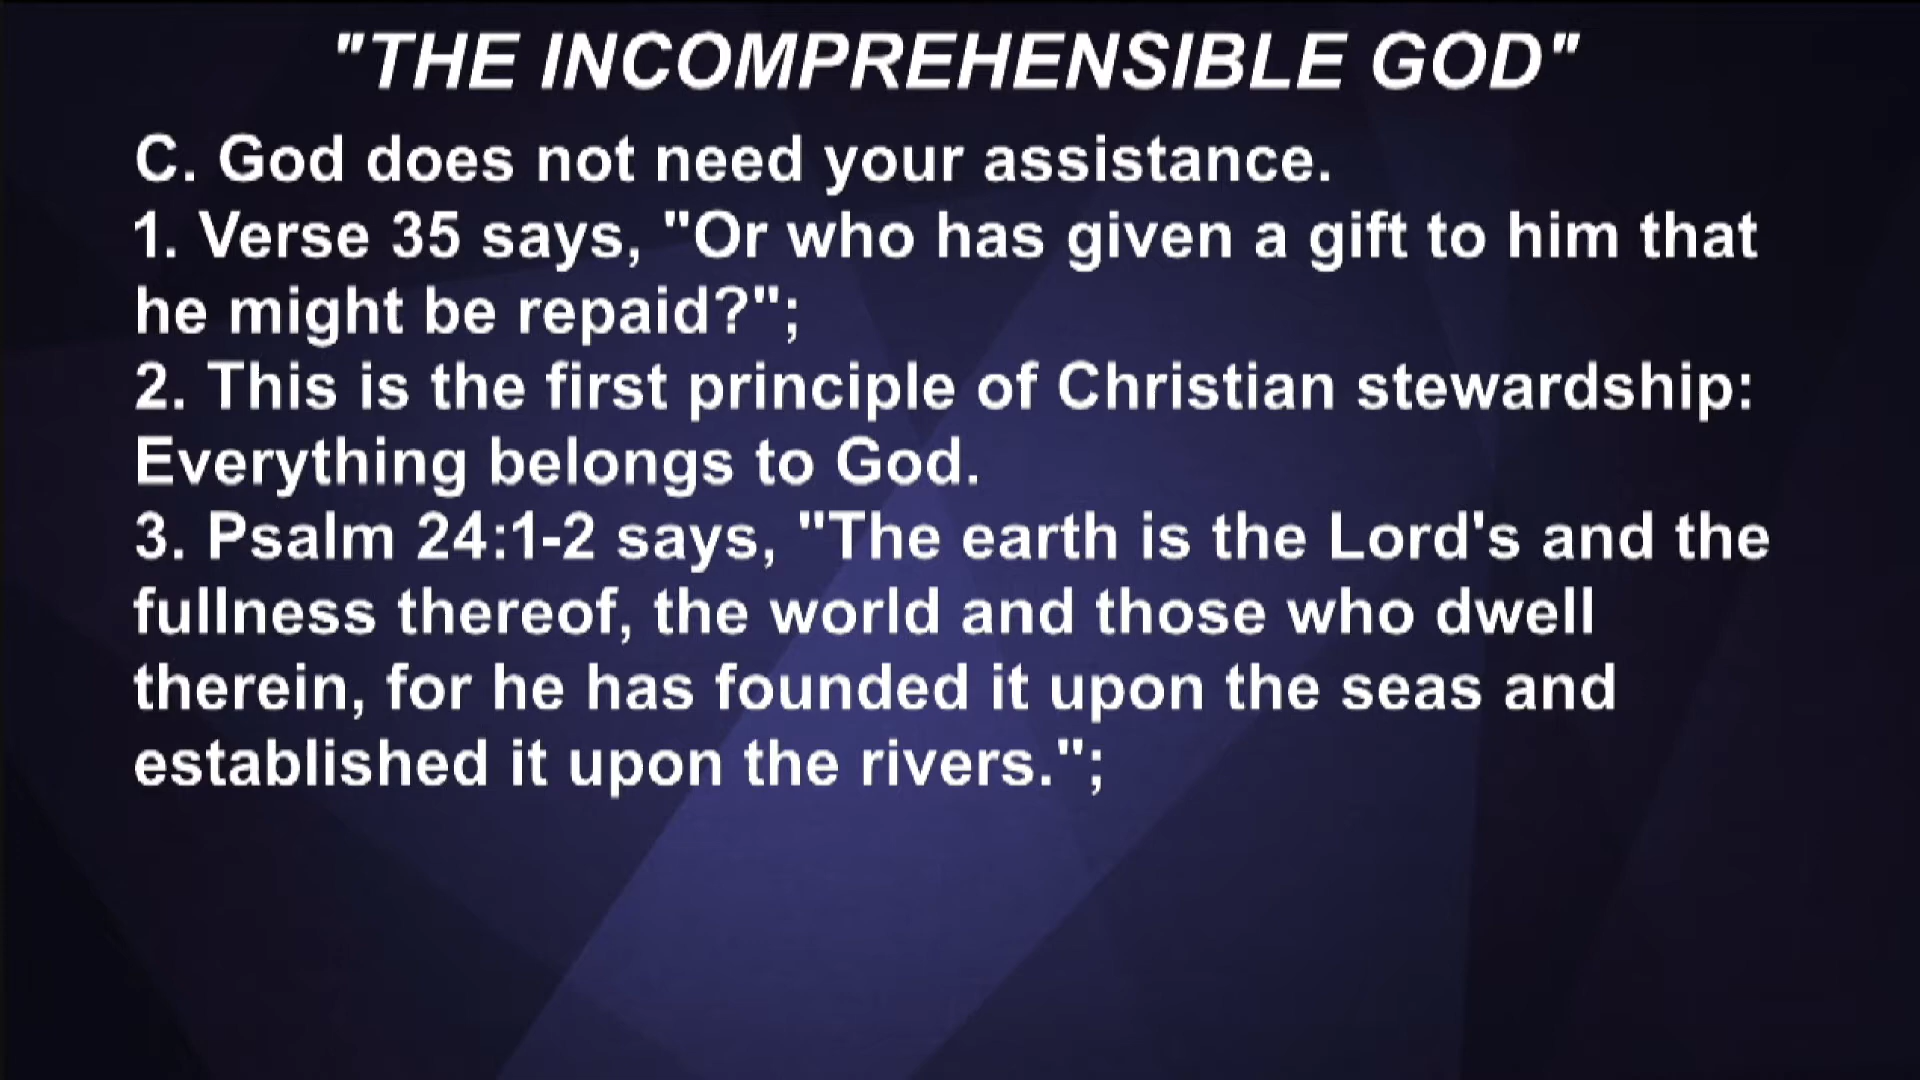 "THE INCOMPREHENSIBLE GOD"
C. God does not need your assistance.
1. Verse 35 says, "Or who has given a gift to him that
he might be repaid?";
2. This is the first principle of Christian stewardship:
Everything belongs to God.
3. Psalm 24:1-2 says, "The earth is the Lord's and the
fullness thereof, the world and those who dwell
therein, for he has founded it upon the seas and
established it upon the rivers.";